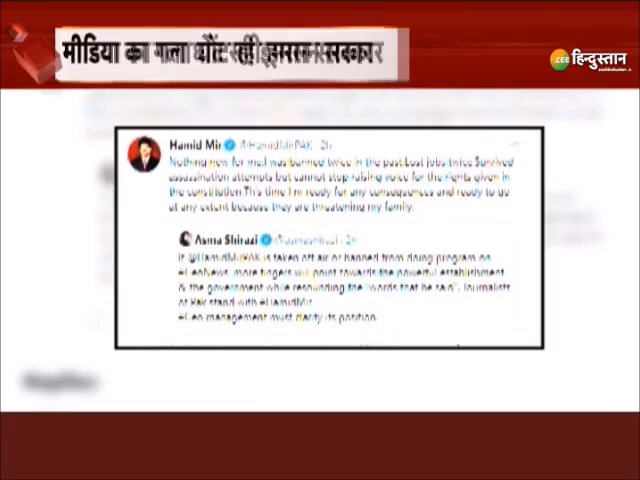 मीडिया का गला घोंट रही इमरान सरकार
ZEE हिन्दुस्तान
Hamid Mir @HamidMirPAK · 2h
Nothing new for me.I was banned twice in the past.Lost jobs twice.Survived
assassination attempts but cannot stop raising voice for the rights given in
the constitution.This time I'm ready for any consequences and ready to go
at any extent because they are threatening my family.
Asma Shirazi @asmashirazi · 2h
If @HamidMirPAK is taken off air or banned from doing program on
#GeoNews, more fingers will point towards the powerful establishment
& the government while resounding the "words that he said". Journalists
of Pak stand with #HamidMir
#Geo management must clarify its position.